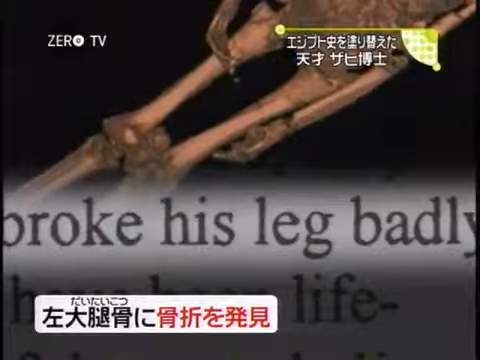 ZERO TV
エジプト史を塗り替えた
天才 ザヒ博士
broke his leg badly
life-
だいたいこつ
左大腿骨に骨折を発見